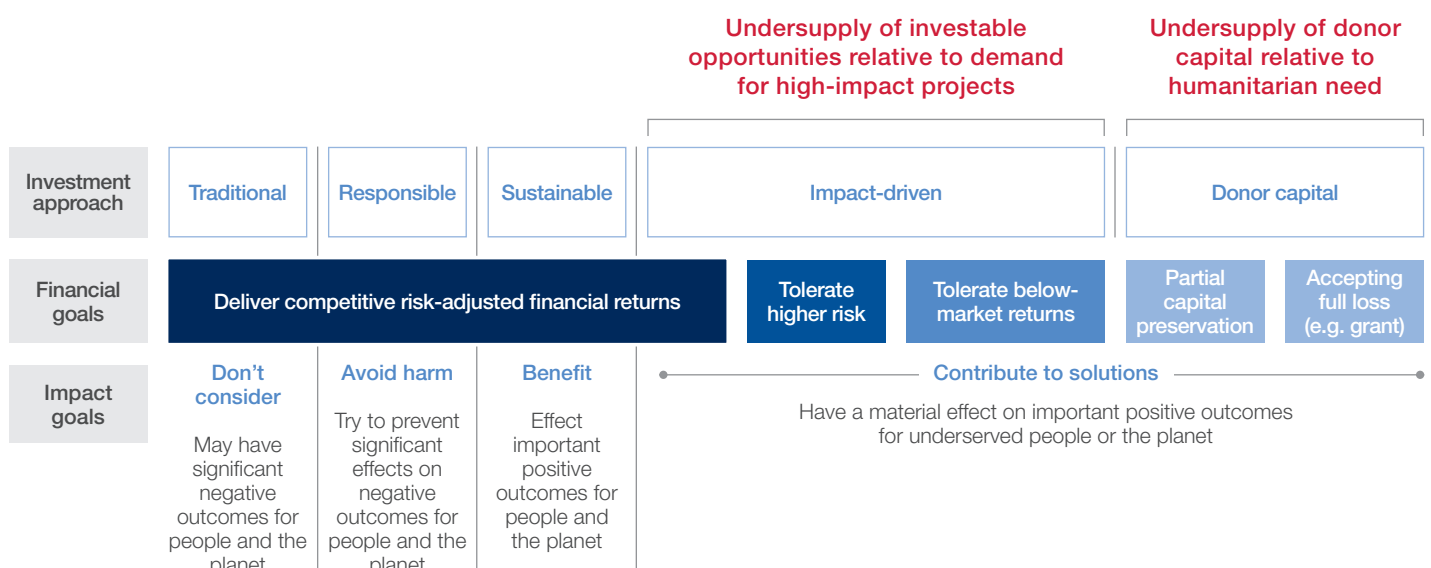 Undersupply of investable
opportunities relative to demand
for high-impact projects
Undersupply of donor
capital relative to
humanitarian need
Investment
approach
Traditional
Responsible
Sustainable
Impact-driven
Donor capital
Financial
goals
Deliver competitive risk-adjusted financial returns
Tolerate
higher risk
Tolerate below-
market returns
Partial
capital
preservation
Accepting
full loss
(e.g. grant)
Impact
goals
Don't
consider
May have
significant
negative
outcomes for
people and the
planet
Avoid harm
Try to prevent
significant
effects on
negative
outcomes for
people and the
planet
Benefit
Effect
important
positive
outcomes for
people and
the planet
Contribute to solutions
Have a material effect on important positive outcomes
for underserved people or the planet